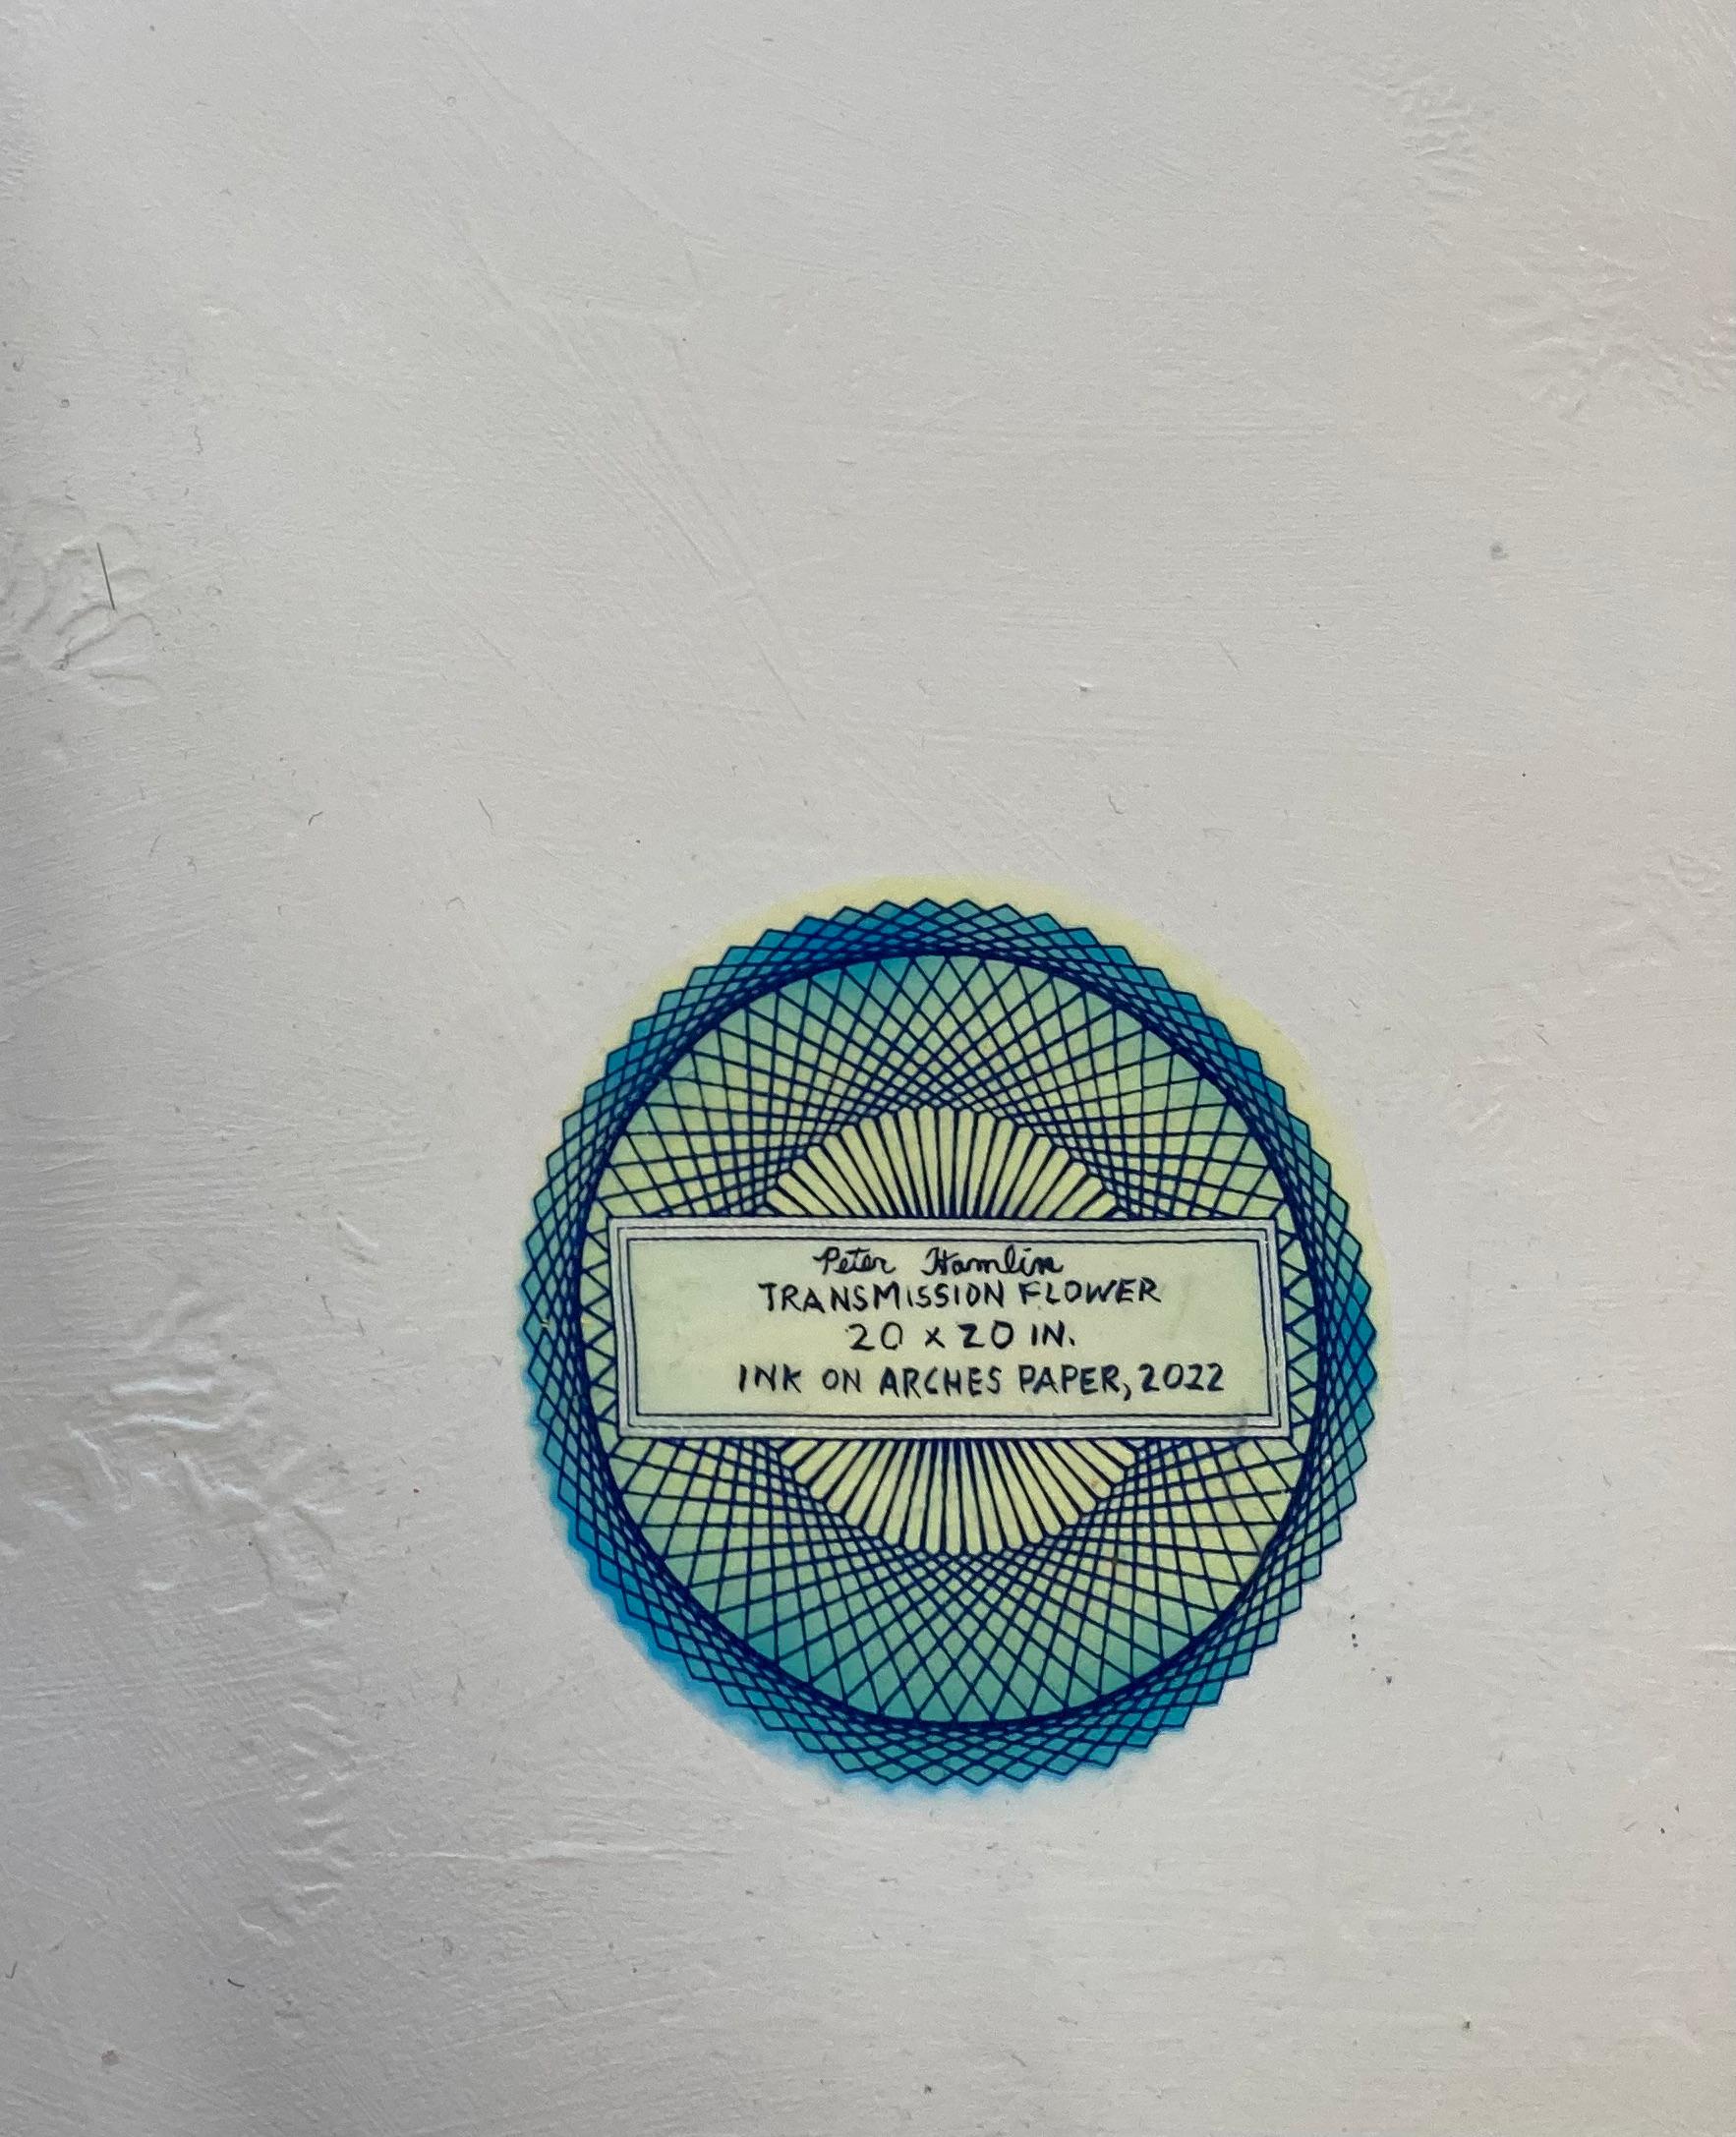 Peter Hamlin
TRANSMISSION FLOWER
20 x 20 IN.
INK ON ARCHES PAPER, 2022